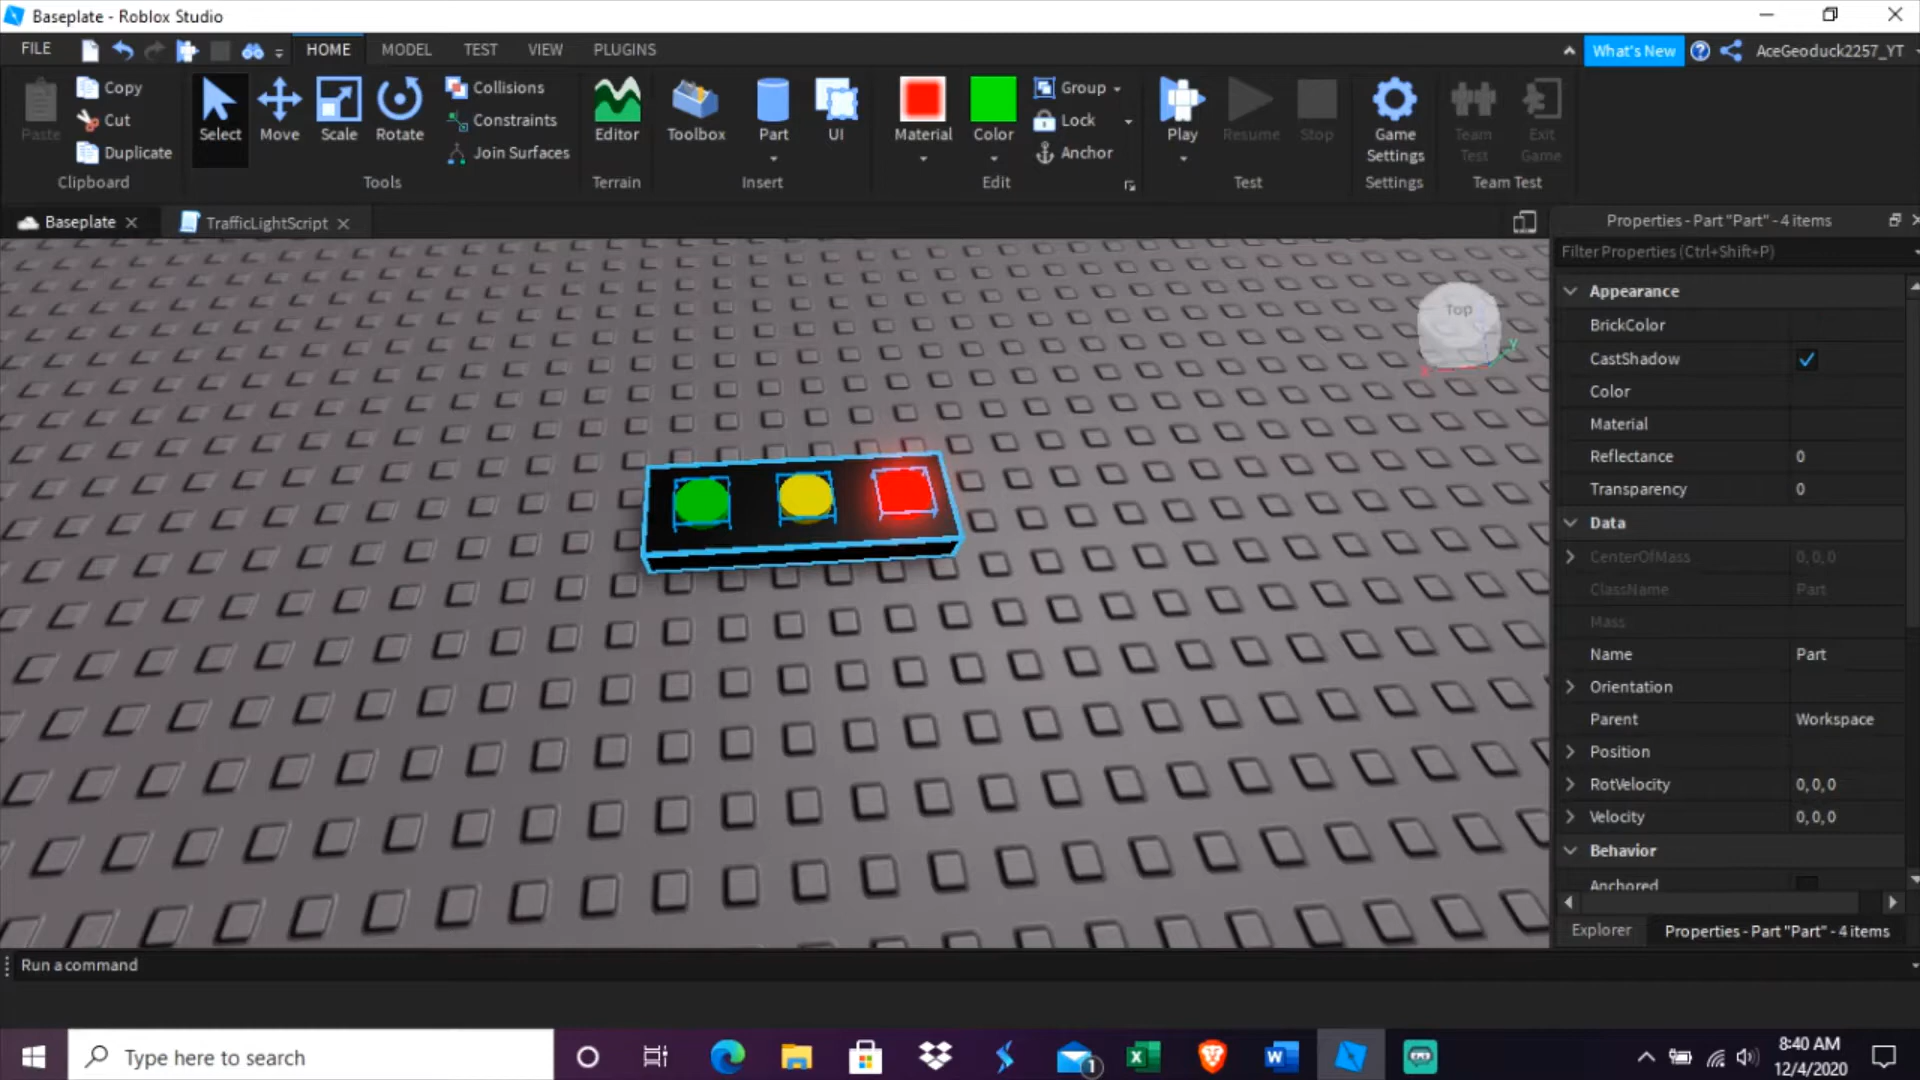 Baseplate - Roblox Studio
FILE HOME MODEL TEST VIEW PLUGINS What's New AceGeoduck2257_YT
Paste Copy Cut Duplicate
Clipboard
Select Move Scale Rotate Collisions Constraints Join Surfaces
Tools
Editor
Terrain
Toolbox Part UI
Insert
Material Color Group Lock Anchor
Edit
Play Resume Stop
Test
Game Settings
Settings
Team Test Exit Game
Team Test
Baseplate TrafficLightScript
Top
y
Properties - Part "Part" - 4 items
Filter Properties (Ctrl+Shift+P)
Appearance
BrickColor
CastShadow
Color
Material
Reflectance 0
Transparency 0
Data
CenterOfMass 0, 0, 0
ClassName Part
Mass
Name Part
Orientation
Parent Workspace
Position
RotVelocity 0, 0, 0
Velocity 0, 0, 0
Behavior
Anchored
Explorer Properties - Part "Part" - 4 items
Run a command
Type here to search
1
8:40 AM
12/4/2020